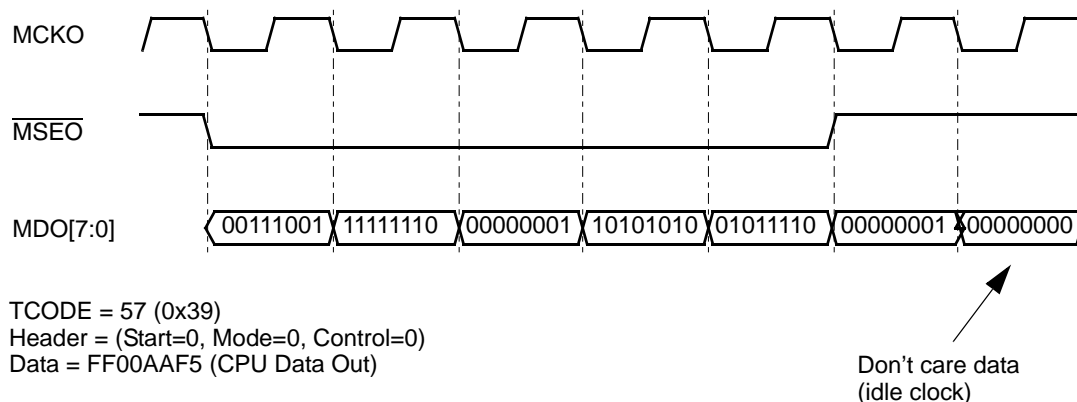 MCKO
MSEO
MDO[7:0] 00111001 11111110 00000001 10101010 01011110 00000001 00000000
TCODE = 57 (0x39)
Header = (Start=0, Mode=0, Control=0)
Data = FF00AAF5 (CPU Data Out)
Don't care data
(idle clock)